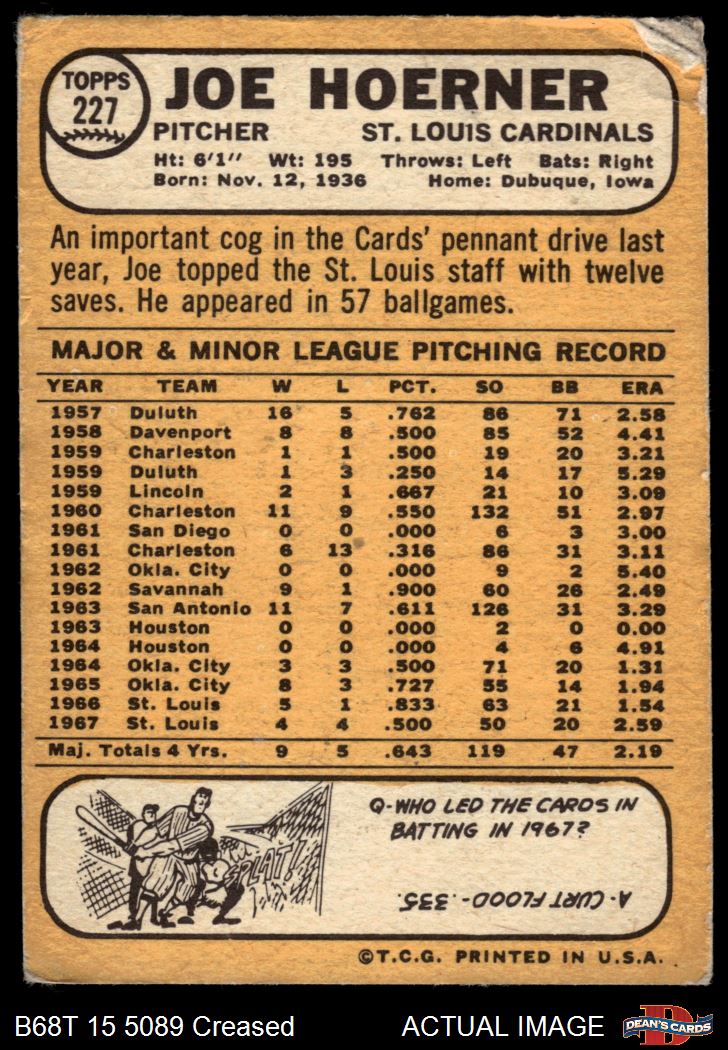 TOPPS
227
JOE HOERNER
PITCHER ST. LOUIS CARDINALS
Ht: 6'1" Wt: 195 Throws: Left Bats: Right
Born: Nov. 12, 1936 Home: Dubuque, Iowa
An important cog in the Cards' pennant drive last
year, Joe topped the St. Louis staff with twelve
saves. He appeared in 57 ballgames.
MAJOR & MINOR LEAGUE PITCHING RECORD
YEAR TEAM W L PCT. SO BB ERA
1957 Duluth 16 5 .762 86 71 2.58
1958 Davenport 8 8 .500 85 52 4.41
1959 Charleston 1 1 .500 19 20 3.21
1959 Duluth 1 3 .250 14 17 5.29
1959 Lincoln 2 1 .667 21 10 3.09
1960 Charleston 11 9 .550 132 51 2.97
1961 San Diego 0 0 .000 6 3 3.00
1961 Charleston 6 13 .316 86 31 3.11
1962 Okla. City 0 0 .000 9 2 5.40
1962 Savannah 9 1 .900 60 26 2.49
1963 San Antonio 11 7 .611 126 31 3.29
1963 Houston 0 0 .000 2 0 0.00
1964 Houston 0 0 .000 4 6 4.91
1964 Okla. City 3 3 .500 71 20 1.31
1965 Okla. City 8 3 .727 55 14 1.94
1966 St. Louis 5 1 .833 63 21 1.54
1967 St. Louis 4 4 .500 50 20 2.59
Maj. Totals 4 Yrs. 9 5 .643 119 47 2.19
SPLAT!
Q-WHO LED THE CARDS IN
BATTING IN 1967?
A-CURT FLOOD-.335.
©T.C.G. PRINTED IN U.S.A.
B68T 15 5089 Creased ACTUAL IMAGE
D
DEAN'S CARDS